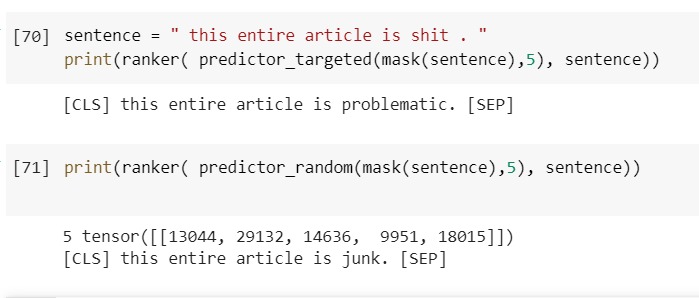 [70] sentence = " this entire article is shit . "
print(ranker( predictor_targeted(mask(sentence),5), sentence))
[CLS] this entire article is problematic. [SEP]
[71] print(ranker( predictor_random(mask(sentence),5), sentence))
5 tensor([[13044, 29132, 14636,  9951, 18015]])
[CLS] this entire article is junk. [SEP]